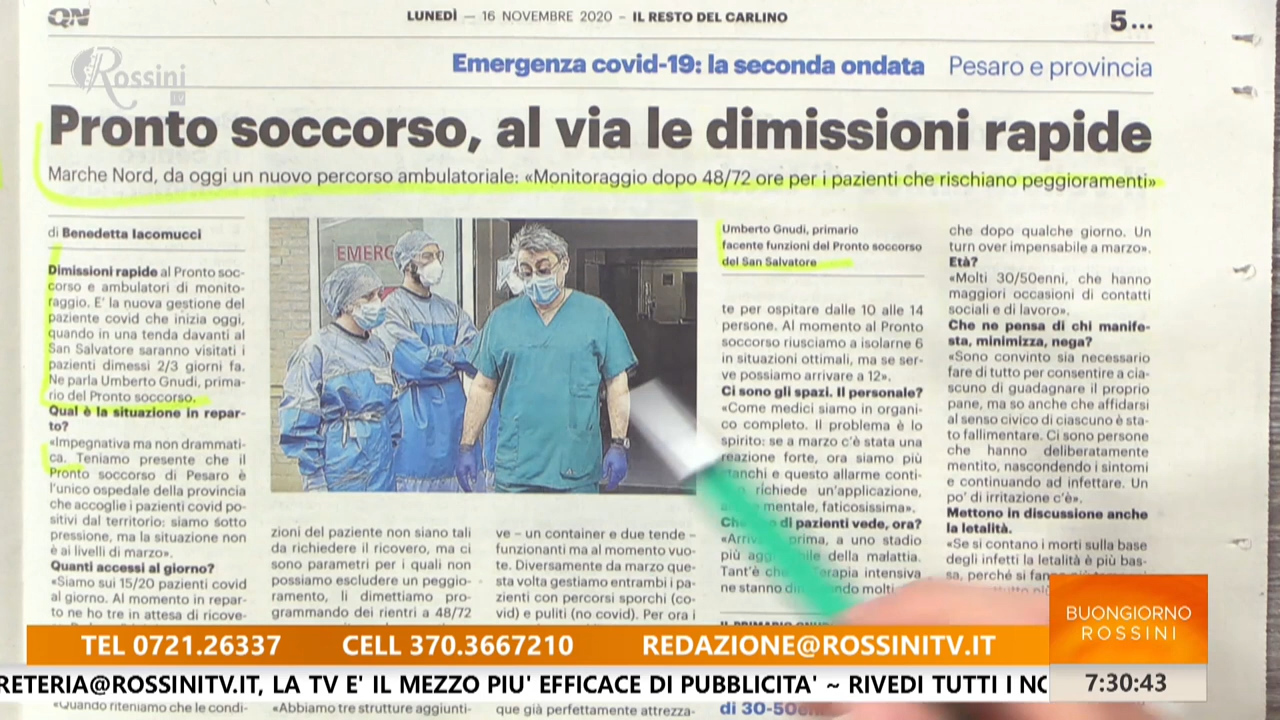 QN
LUNEDÌ — 16 NOVEMBRE 2020 – IL RESTO DEL CARLINO
5...
Rossini
TV
Emergenza covid-19: la seconda ondata Pesaro e provincia
Pronto soccorso, al via le dimissioni rapide
Marche Nord, da oggi un nuovo percorso ambulatoriale: «Monitoraggio dopo 48/72 ore per i pazienti che rischiano peggioramenti»
di Benedetta Iacomucci
Dimissioni rapide al Pronto soc-
corso e ambulatori di monito-
raggio. E' la nuova gestione del
paziente covid che inizia oggi,
quando in una tenda davanti al
San Salvatore saranno visitati i
pazienti dimessi 2/3 giorni fa.
Ne parla Umberto Gnudi, prima-
rio del Pronto soccorso.
Qual è la situazione in repar-
to?
«Impegnativa ma non drammati-
ca. Teniamo presente che il
Pronto soccorso di Pesaro è
l'unico ospedale della provincia
che accoglie i pazienti covid po-
sitivi dal territorio: siamo sotto
pressione, ma la situazione non
è ai livelli di marzo».
Quanti accessi al giorno?
«Siamo sui 15/20 pazienti covid
al giorno. Al momento in repar-
to ne ho tre in attesa di ricove-
«Quando riteniamo che le condi-
EMERG
zioni del paziente non siano tali
da richiedere il ricovero, ma ci
sono parametri per i quali non
possiamo escludere un peggio-
ramento, li dimettiamo pro-
grammando dei rientri a 48/72
«Abbiamo tre strutture aggiunti-
ve – un container e due tende –
funzionanti ma al momento vuo-
te. Diversamente da marzo que-
sta volta gestiamo entrambi i pa-
zienti con percorsi sporchi (co-
vid) e puliti (no covid). Per ora i
que già perfettamente attrezza-
Umberto Gnudi, primario
facente funzioni del Pronto soccorso
del San Salvatore
te per ospitare dalle 10 alle 14
persone. Al momento al Pronto
soccorso riusciamo a isolarne 6
in situazioni ottimali, ma se ser-
ve possiamo arrivare a 12».
Ci sono gli spazi. Il personale?
«Come medici siamo in organi-
co completo. Il problema è lo
spirito: se a marzo c'è stata una
reazione forte, ora siamo più
stanchi e questo allarme conti-
richiede un'applicazione,
mentale, faticosissima».
di pazienti vede, ora?
prima, a uno stadio
più della malattia.
Tant'è che terapia intensiva
ne stanno molti
di 30-50en
che dopo qualche giorno. Un
turn over impensabile a marzo».
Età?
«Molti 30/50enni, che hanno
maggiori occasioni di contatti
sociali e di lavoro».
Che ne pensa di chi manife-
sta, minimizza, nega?
«Sono convinto sia necessario
fare di tutto per consentire a cia-
scuno di guadagnare il proprio
pane, ma so anche che affidarsi
al senso civico di ciascuno è sta-
to fallimentare. Ci sono persone
che hanno deliberatamente
mentito, nascondendo i sintomi
e continuando ad infettare. Un
po' di irritazione c'è».
Mettono in discussione anche
la letalità.
«Se si contano i morti sulla base
degli infetti la letalità è più bas-
sa, perché si fanno più
TEL 0721.26337 CELL 370.3667210 REDAZIONE@ROSSINITV.IT
BUONGIORNO
ROSSINI
RETERIA@ROSSINITV.IT, LA TV E' IL MEZZO PIU' EFFICACE DI PUBBLICITA' ~ RIVEDI TUTTI I NO
7:30:43